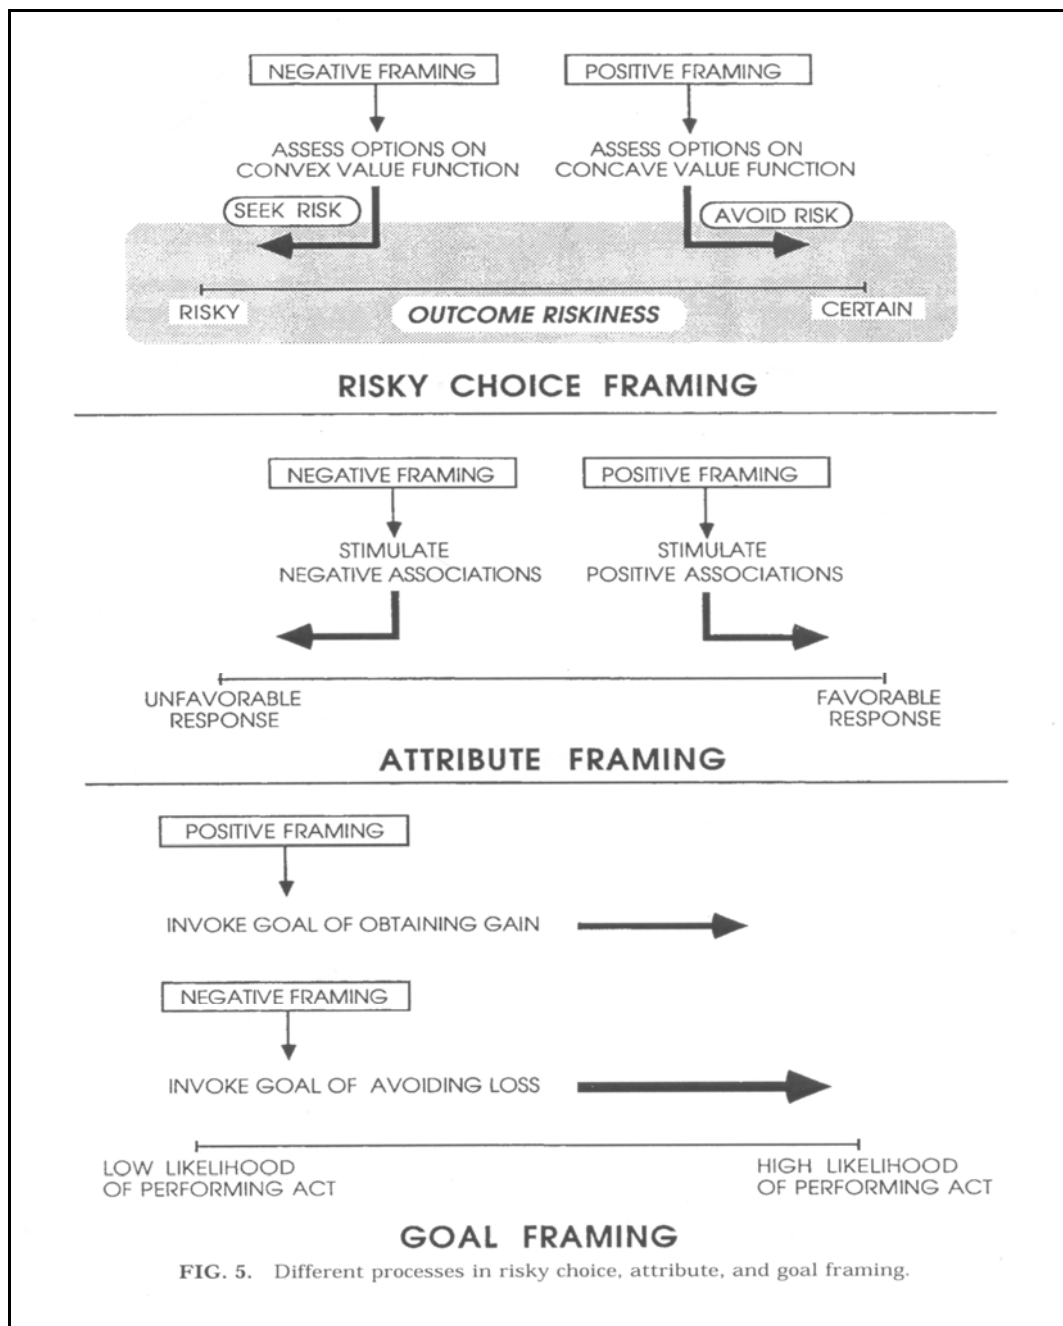 NEGATIVE FRAMING
POSITIVE FRAMING
ASSESS OPTIONS ON
CONVEX VALUE FUNCTION
ASSESS OPTIONS ON
CONCAVE VALUE FUNCTION
SEEK RISK
AVOID RISK
RISKY
OUTCOME RISKINESS
CERTAIN
RISKY CHOICE FRAMING
NEGATIVE FRAMING
POSITIVE FRAMING
STIMULATE
NEGATIVE ASSOCIATIONS
STIMULATE
POSITIVE ASSOCIATIONS
UNFAVORABLE
RESPONSE
FAVORABLE
RESPONSE
ATTRIBUTE FRAMING
POSITIVE FRAMING
INVOKE GOAL OF OBTAINING GAIN
NEGATIVE FRAMING
INVOKE GOAL OF AVOIDING LOSS
LOW LIKELIHOOD
OF PERFORMING ACT
HIGH LIKELIHOOD
OF PERFORMING ACT
GOAL FRAMING
FIG. 5. Different processes in risky choice, attribute, and goal framing.